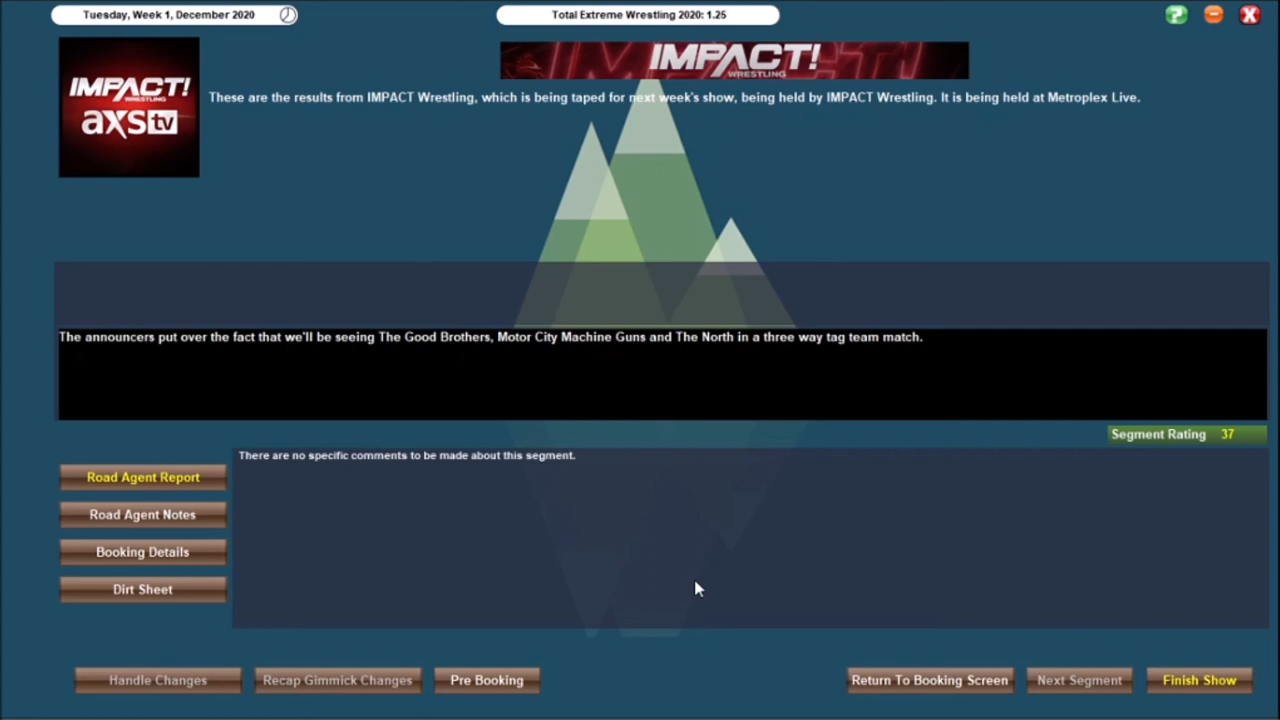 Tuesday, Week 1, December 2020
Total Extreme Wrestling 2020: 1.25
IMPACT!
WRESTLING
axs tv
IMPACT!
WRESTLING
These are the results from IMPACT Wrestling, which is being taped for next week's show, being held by IMPACT Wrestling. It is being held at Metroplex Live.
The announcers put over the fact that we'll be seeing The Good Brothers, Motor City Machine Guns and The North in a three way tag team match.
Segment Rating 37
There are no specific comments to be made about this segment.
Road Agent Report
Road Agent Notes
Booking Details
Dirt Sheet
Handle Changes
Recap Gimmick Changes
Pre Booking
Return To Booking Screen
Next Segment
Finish Show